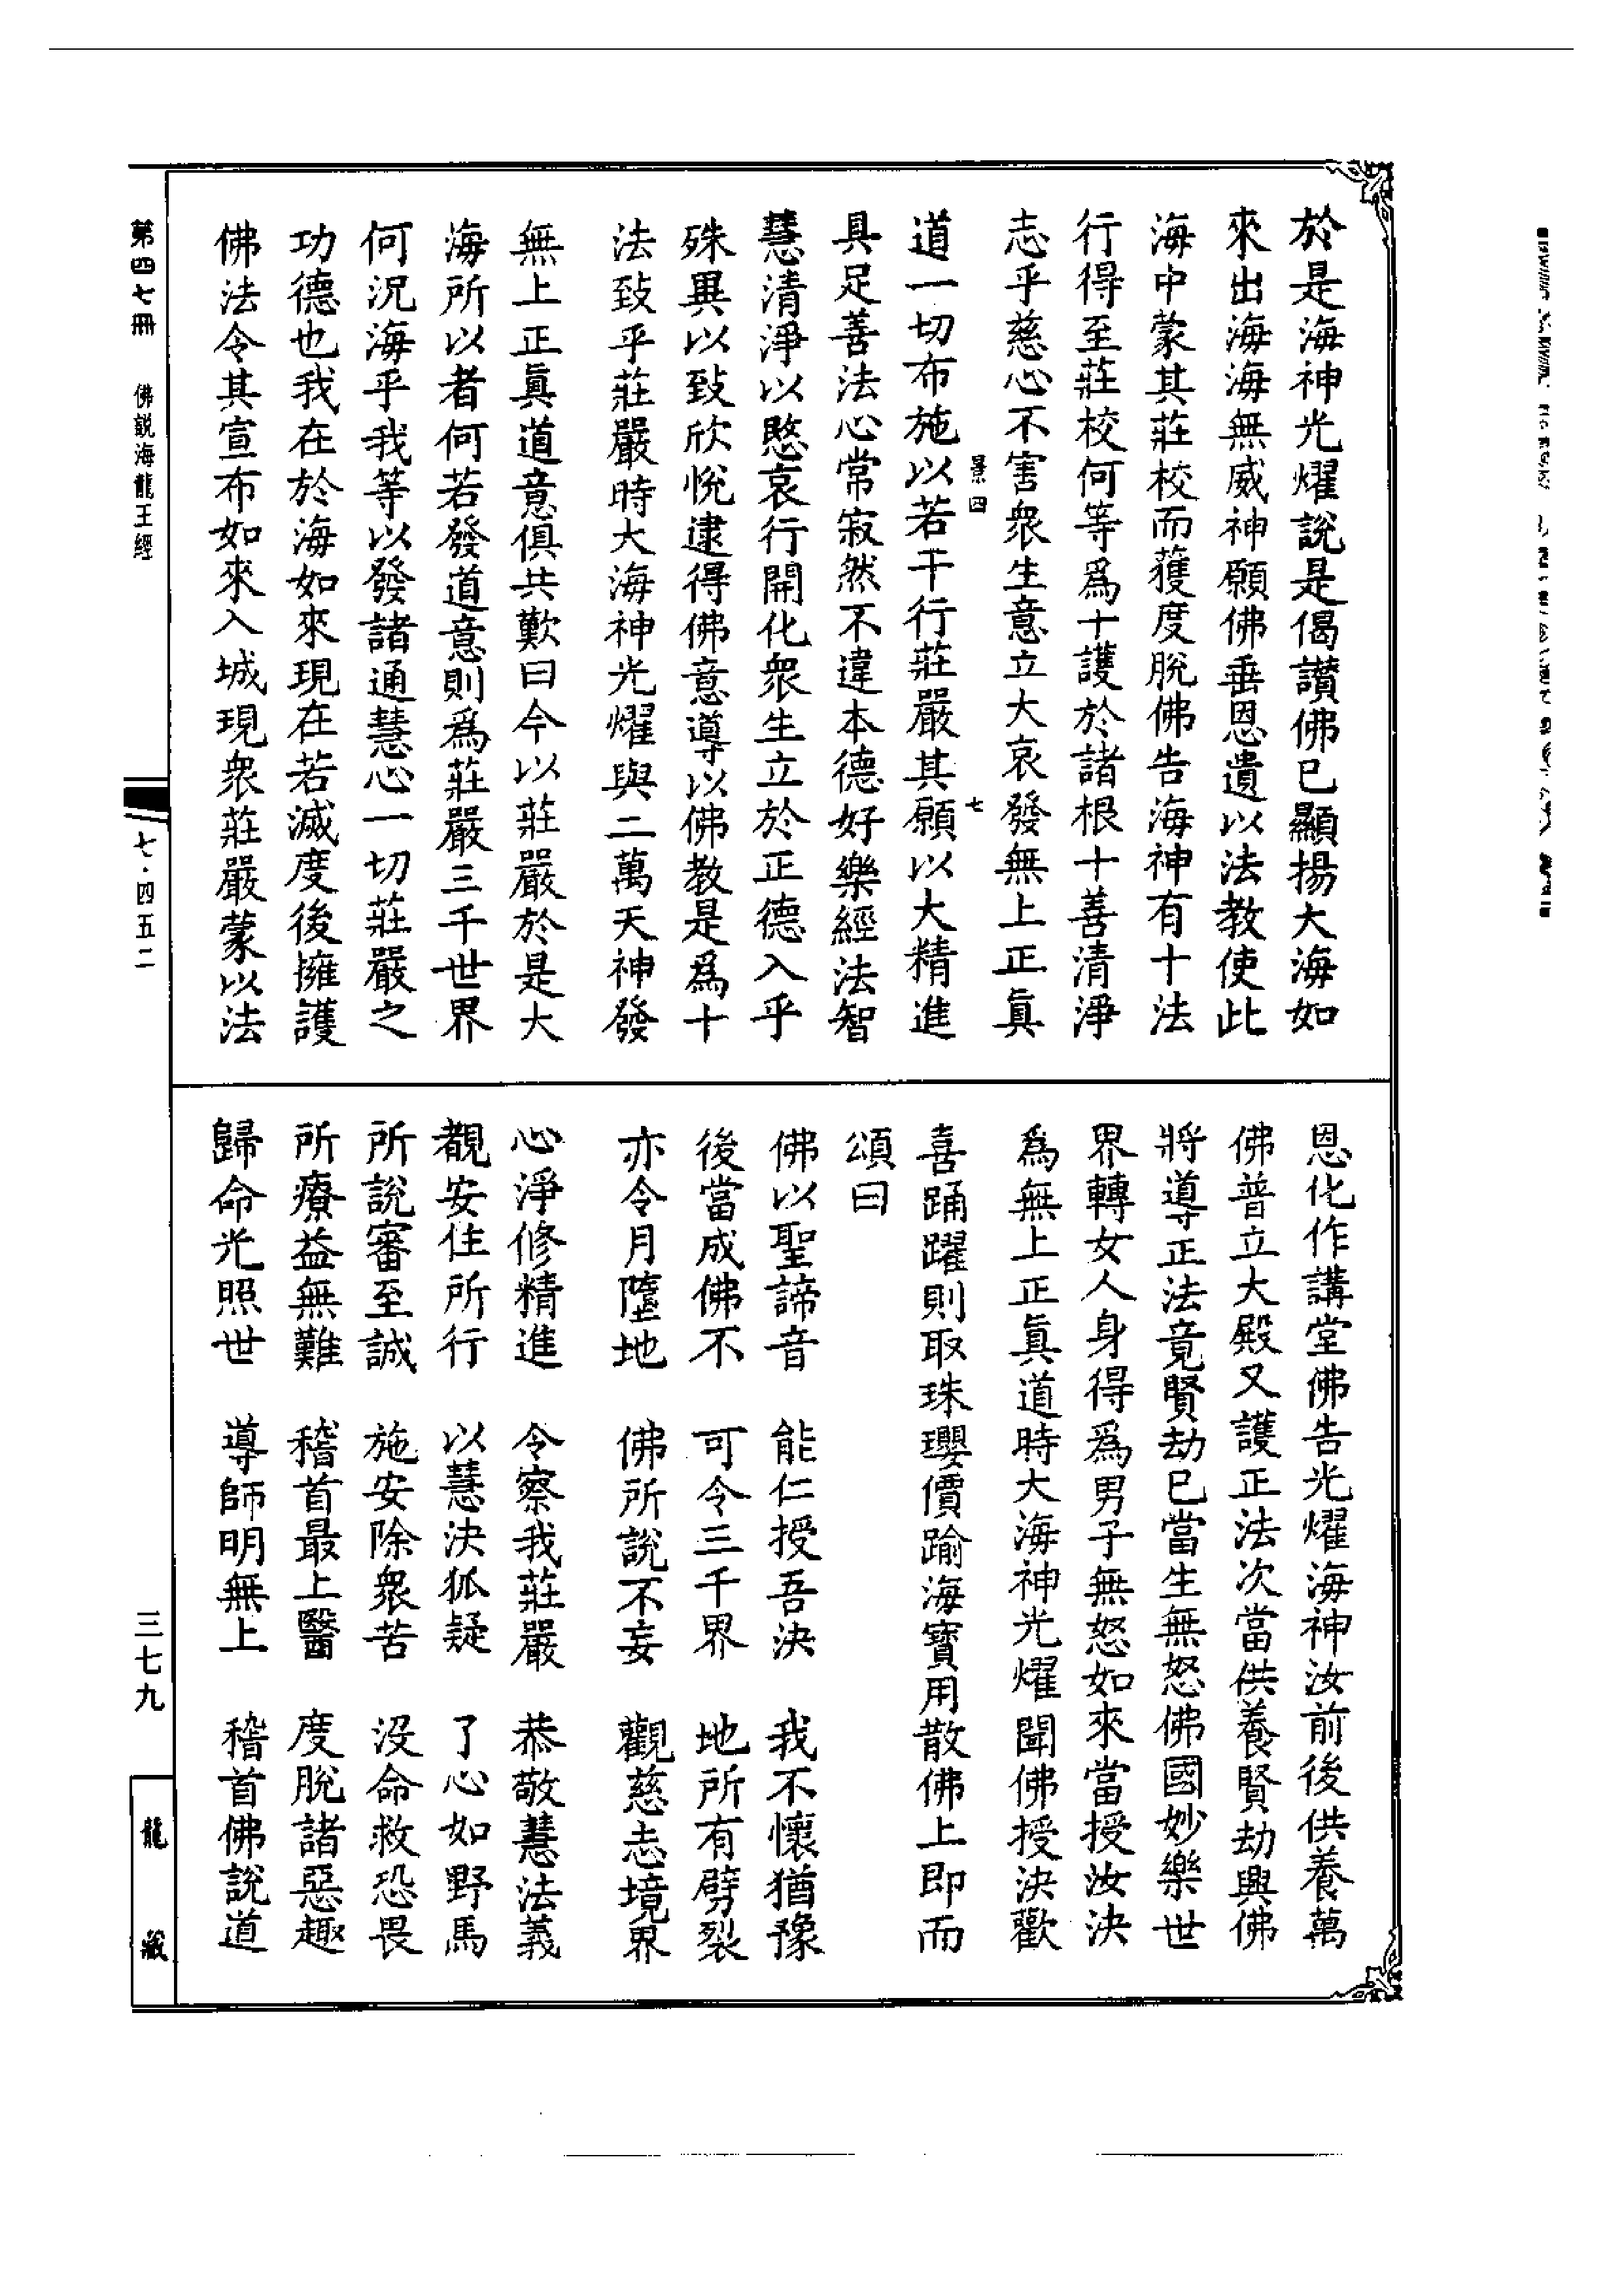 於是海神光耀說是偈讃佛已顯揚大海如
來出海海無威神願佛垂恩遺以法教使此
海中蒙其莊校而獲度脫佛告海神有十法
行得至莊校何等爲十護於諸根十善清淨
志乎慈心不害衆生意立大哀發無上正眞
景四 七
道一切布施以若干行莊嚴其願以大精進
具足善法心常寂然不違本德好樂經法智
慧清淨以愍哀行開化衆生立於正德入乎
殊異以致欣悅逮得佛意導以佛教是爲十
法致乎莊嚴時大海神光耀與二萬天神發
無上正眞道意俱共歎曰今以莊嚴於是大
海所以者何若發道意則爲莊嚴三千世界
何況海乎我等以發諸通慧心一切莊嚴之
功德也我在於海如來現在若滅度後擁護
佛法令其宣布如來入城現衆莊嚴蒙以法
恩化作講堂佛告光耀海神汝前後供養萬
佛普立大殿又護正法次當供養賢劫興佛
將導正法竟賢劫已當生無怒佛國妙樂世
界轉女人身得爲男子無怒如來當授汝決
爲無上正眞道時大海神光耀聞佛授決歡
喜踊躍則取珠瓔價踰海寶用散佛上即而
頌曰
佛以聖諦音 能仁授吾決 我不懷猶豫
後當成佛不 可令三千界 地所有劈裂
亦令月墮地 佛所說不妄 觀慈志境界
心淨修精進 令察我莊嚴 恭敬慧法義
覩安住所行 以慧決狐疑 了心如野馬
所說審至誠 施安除衆苦 沒命救恐畏
所療益無難 稽首最上醫 度脫諸惡趣
歸命光照世 導師明無上 稽首佛說道
第四七冊 佛説海龍王經 七·四五二 三七九 龍藏